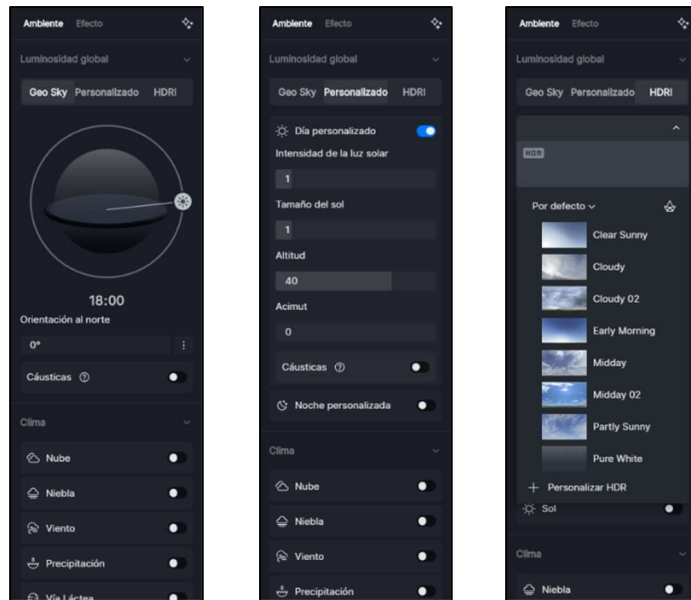 Ambiente Efecto
Luminosidad global
Geo Sky Personalizado HDRI
18:00
Orientación al norte
0°
Cáusticas
Clima
Nube
Niebla
Viento
Precipitación
Vía Láctea
Ambiente Efecto
Luminosidad global
Geo Sky Personalizado HDRI
Día personalizado
Intensidad de la luz solar
1
Tamaño del sol
1
Altitud
40
Acimut
0
Cáusticas
Noche personalizada
Clima
Nube
Niebla
Viento
Precipitación
Ambiente Efecto
Luminosidad global
Geo Sky Personalizado HDRI
HDR
Por defecto
Clear Sunny
Cloudy
Cloudy 02
Early Morning
Midday
Midday 02
Partly Sunny
Pure White
Personalizar HDR
Sol
Clima
Niebla